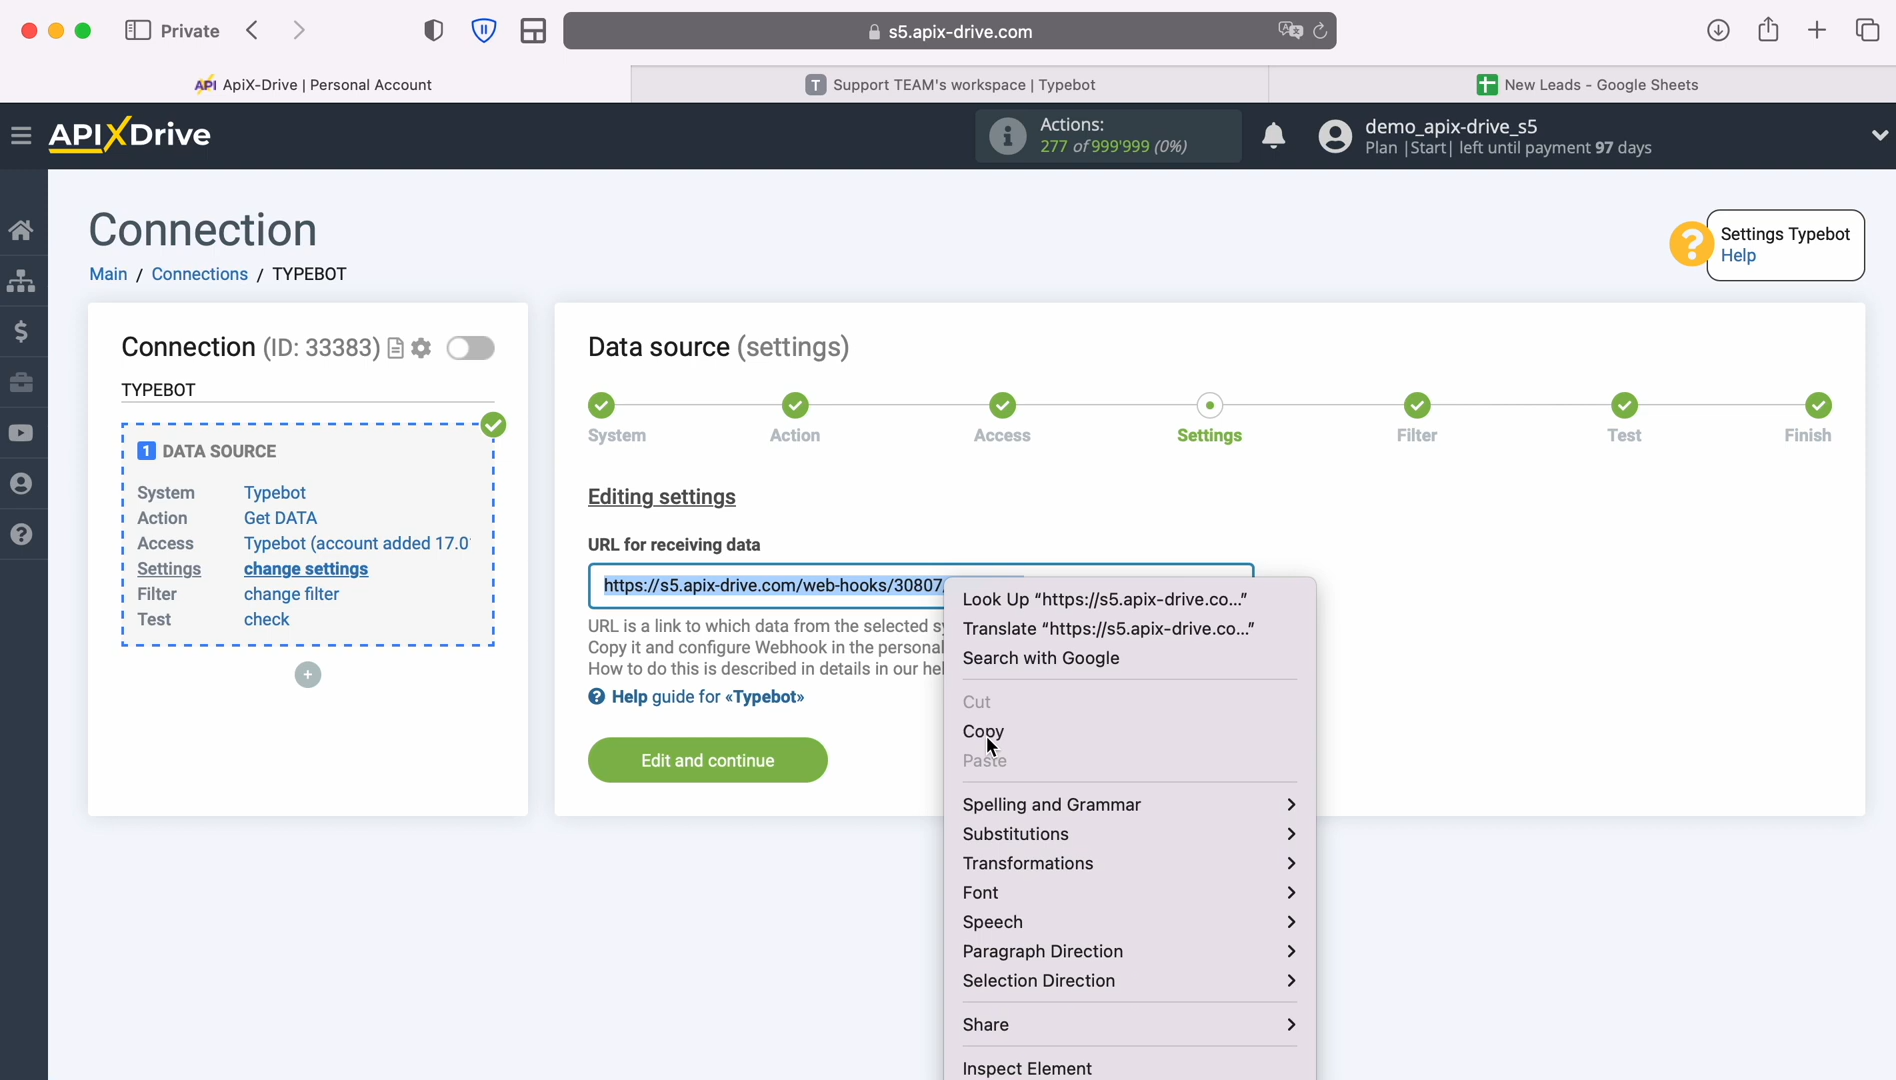 Private
s5.apix-drive.com
API ApiX-Drive | Personal Account
T Support TEAM's workspace | Typebot
New Leads - Google Sheets
APIXDrive
Actions:
277 of 999'999 (0%)
demo_apix-drive_s5
Plan |Start| left until payment 97 days
Connection
Main / Connections / TYPEBOT
Settings Typebot
Help
Connection (ID: 33383)
TYPEBOT
1 DATA SOURCE
System Typebot
Action Get DATA
Access Typebot (account added 17.0
Settings change settings
Filter change filter
Test check
Data source (settings)
System
Action
Access
Settings
Filter
Test
Finish
Editing settings
URL for receiving data
https://s5.apix-drive.com/web-hooks/30807
URL is a link to which data from the selected
Copy it and configure Webhook in the personal
How to do this is described in details in our
Help guide for «Typebot»
Edit and continue
Look Up “https://s5.apix-drive.co...”
Translate “https://s5.apix-drive.co...”
Search with Google
Cut
Copy
Paste
Spelling and Grammar
Substitutions
Transformations
Font
Speech
Paragraph Direction
Selection Direction
Share
Inspect Element